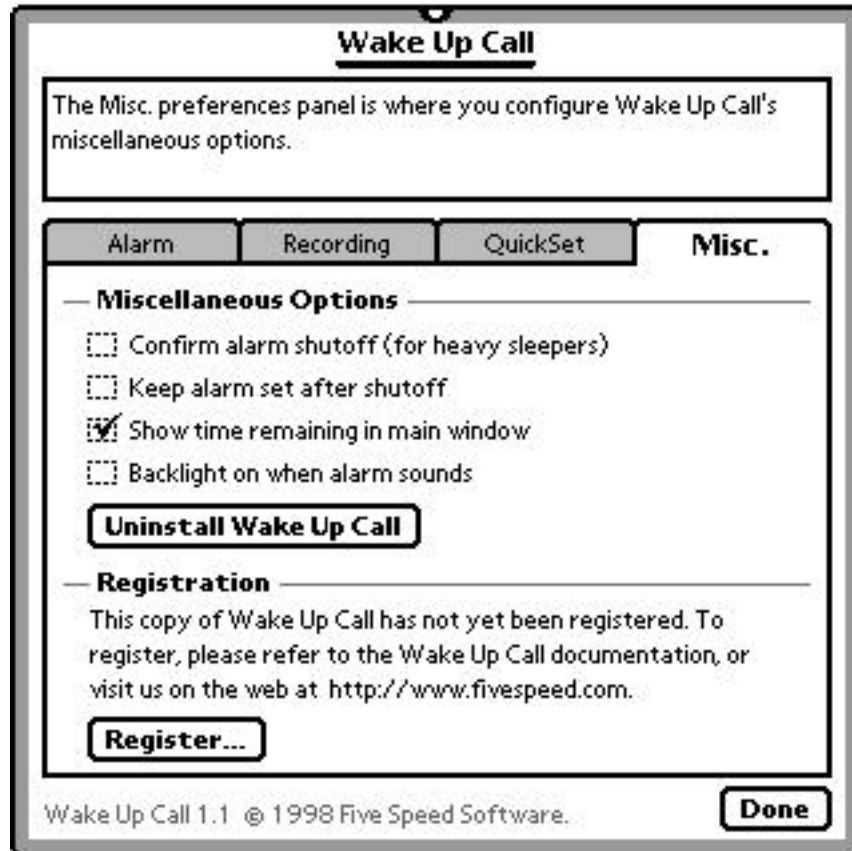 Wake Up Call
The Misc. preferences panel is where you configure Wake Up Call's
miscellaneous options.
Alarm Recording QuickSet Misc.
Miscellaneous Options
Confirm alarm shutoff (for heavy sleepers)
Keep alarm set after shutoff
Show time remaining in main window
Backlight on when alarm sounds
Uninstall Wake Up Call
Registration
This copy of Wake Up Call has not yet been registered. To
register, please refer to the Wake Up Call documentation, or
visit us on the web at http://www.fivespeed.com.
Register...
Wake Up Call 1.1 © 1998 Five Speed Software. Done